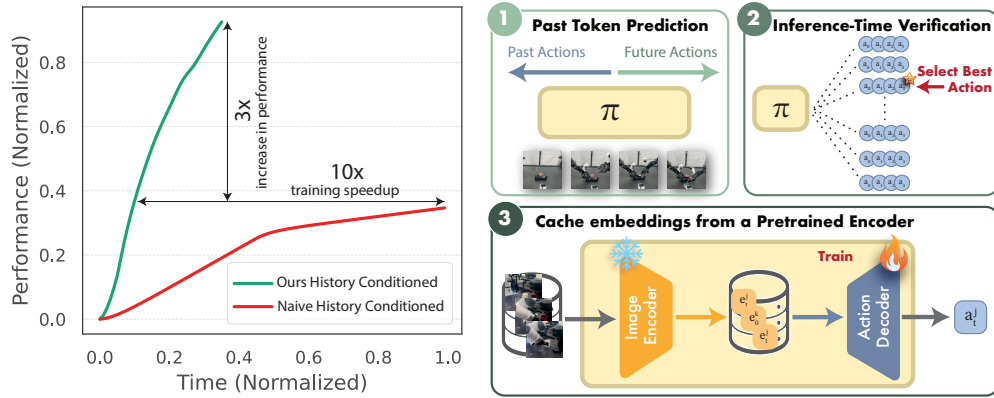 Performance (Normalized)
0.8
0.6
0.4
0.2
0.0
0.0
0.2
0.4
0.6
0.8
1.0
Time (Normalized)
3x
increase in performance
10x
training speedup
Ours History Conditioned
Naive History Conditioned
1
Past Token Prediction
Past Actions
Future Actions
π
2
Inference-Time Verification
π
Select Best
Action
3
Cache embeddings from a Pretrained Encoder
Train
Image
Encoder
Action
Decoder